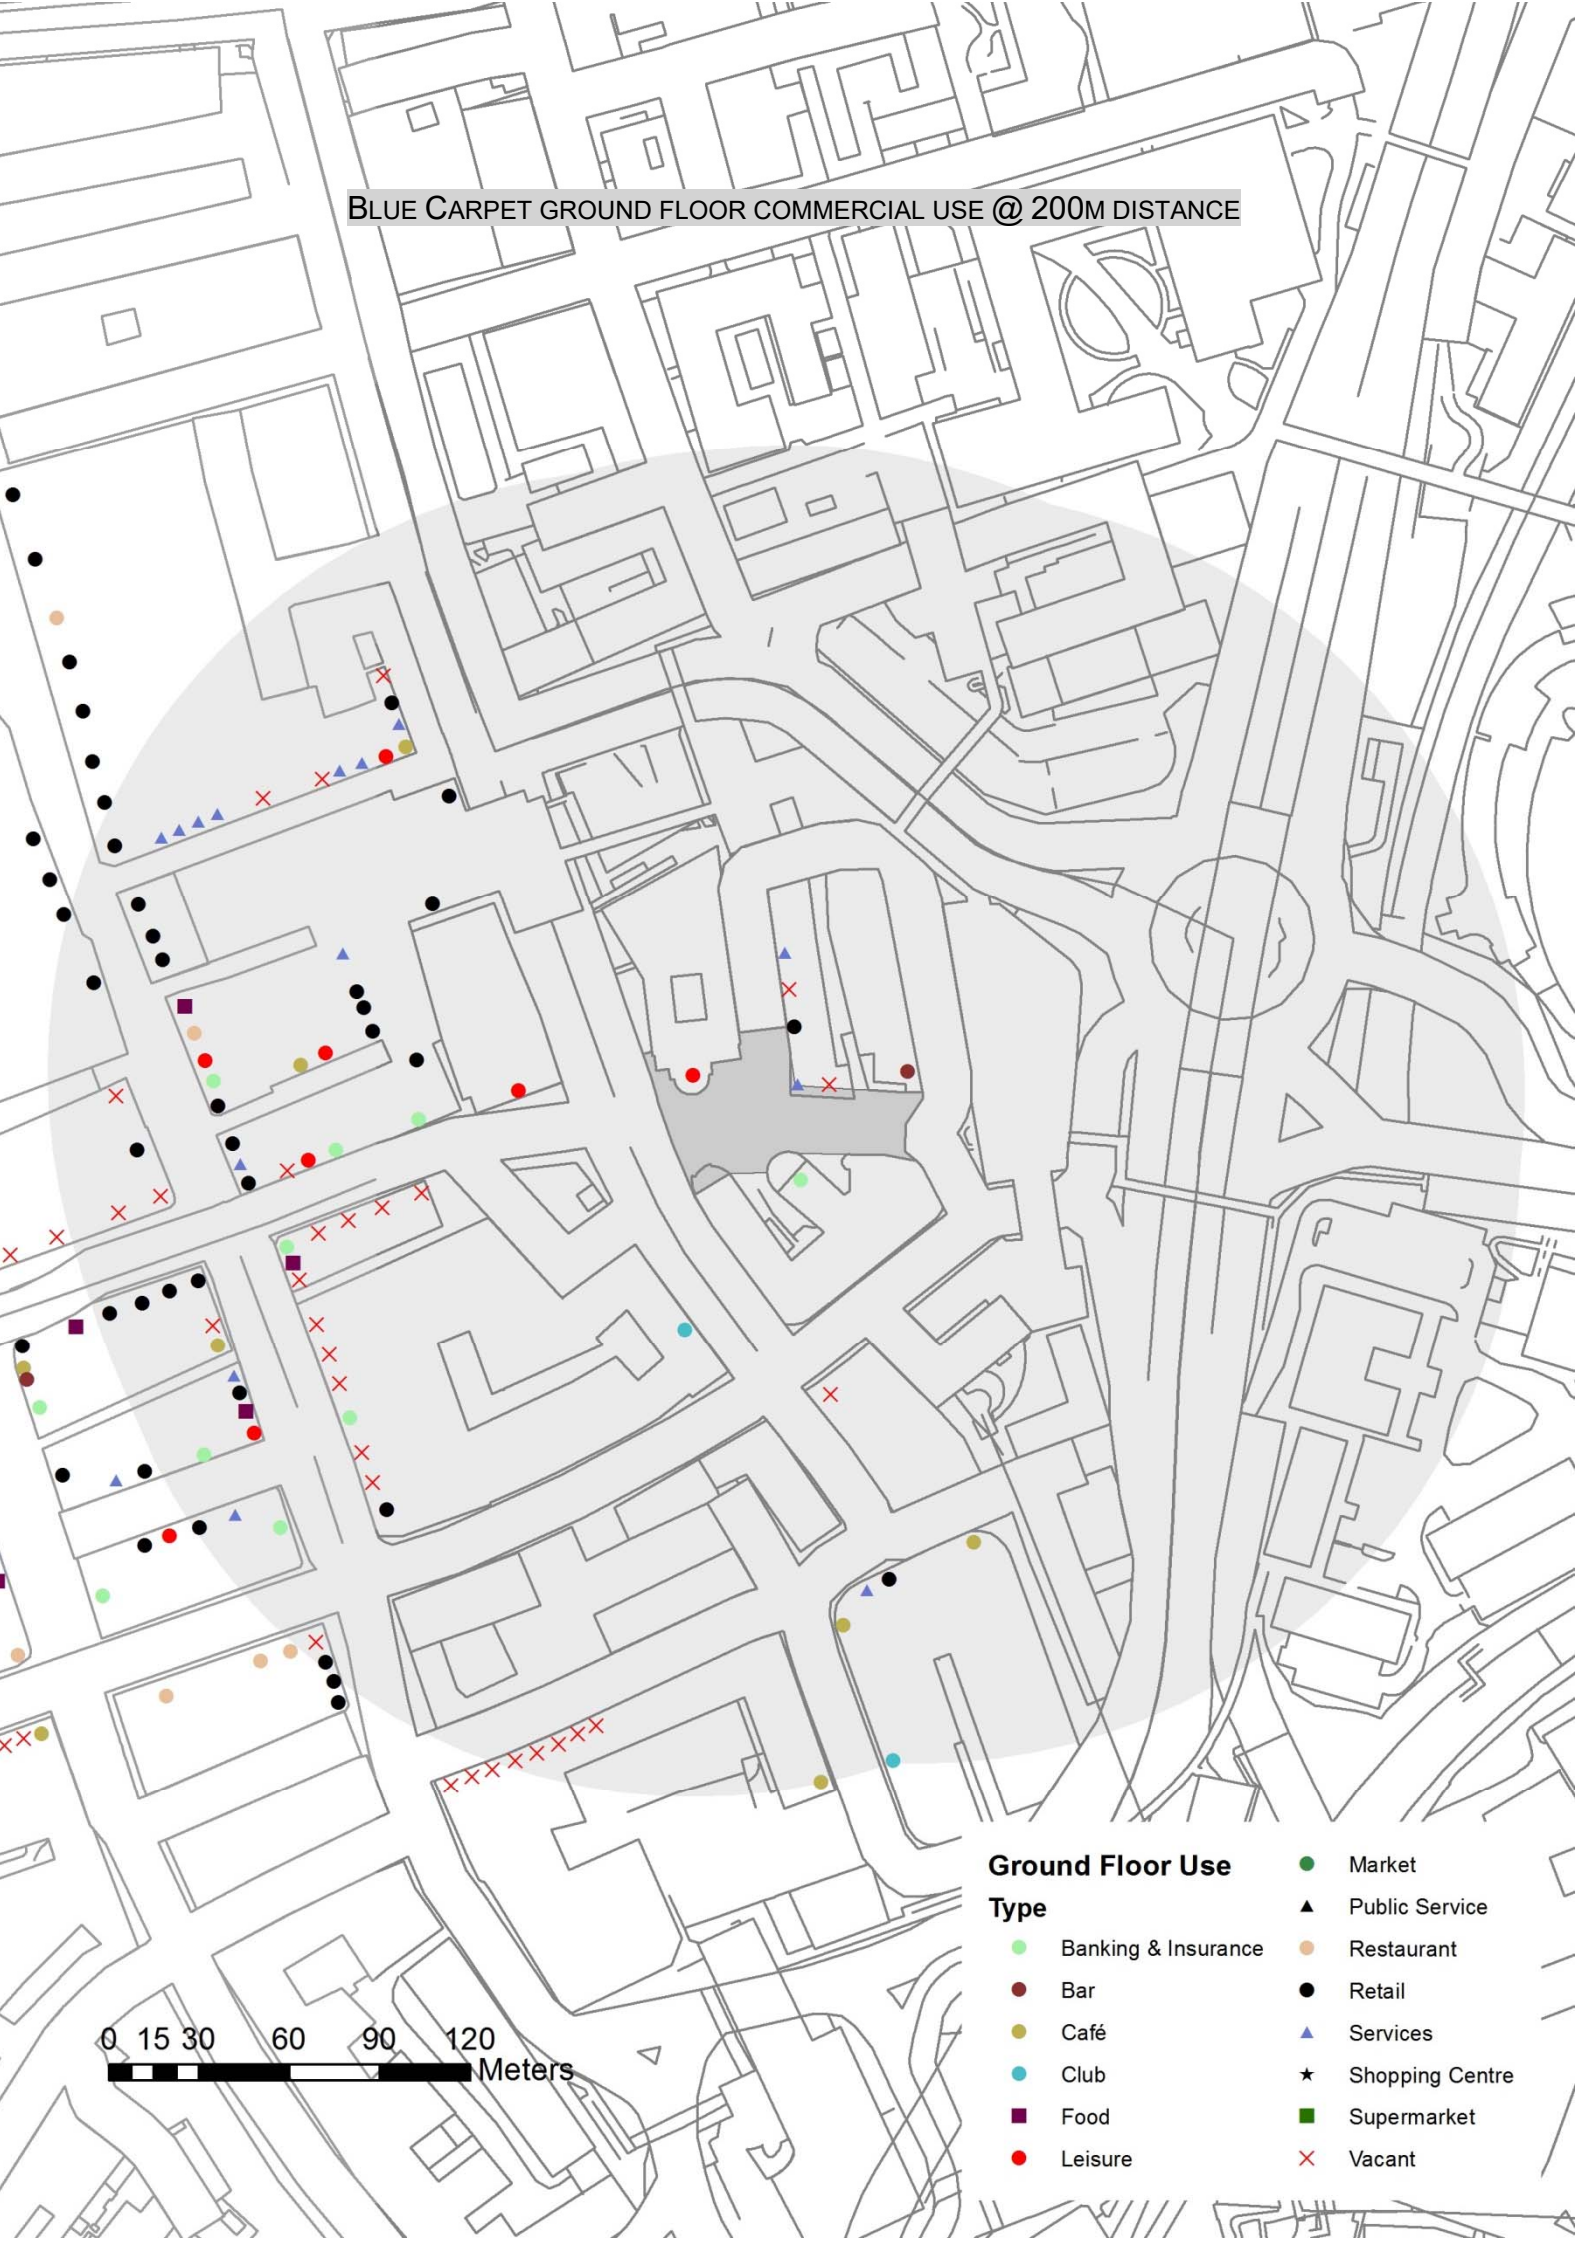 BLUE CARPET GROUND FLOOR COMMERCIAL USE @ 200M DISTANCE
0 15 30 60 90 120
Meters
Ground Floor Use
Type
Banking & Insurance
Bar
Café
Club
Food
Leisure
Market
Public Service
Restaurant
Retail
Services
Shopping Centre
Supermarket
Vacant